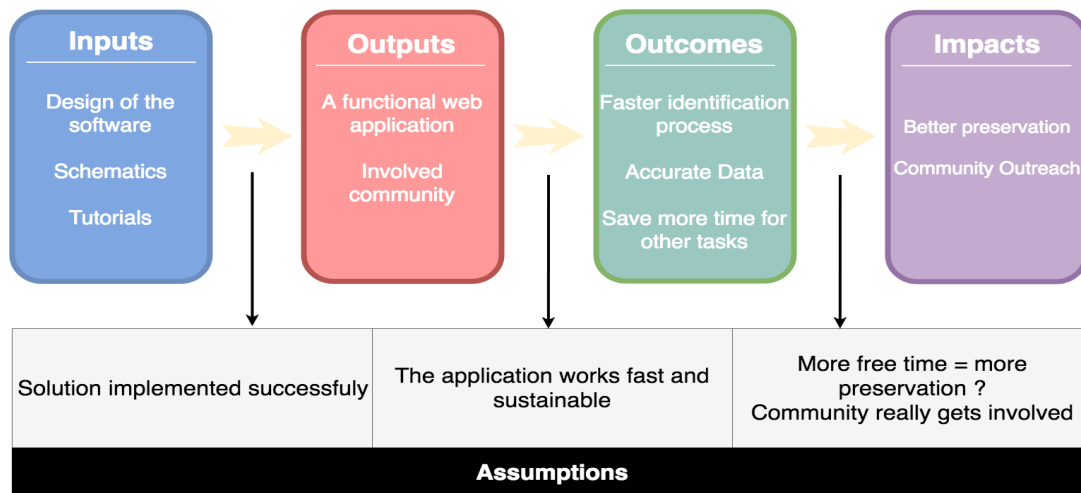 Inputs
Design of the
software
Schematics
Tutorials
Outputs
A functional web
application
Involved
community
Outcomes
Faster identification
process
Accurate Data
Save more time for
other tasks
Impacts
Better preservation
Community Outreach
Solution implemented successfuly
The application works fast and
sustainable
More free time = more
preservation ?
Community really gets involved
Assumptions